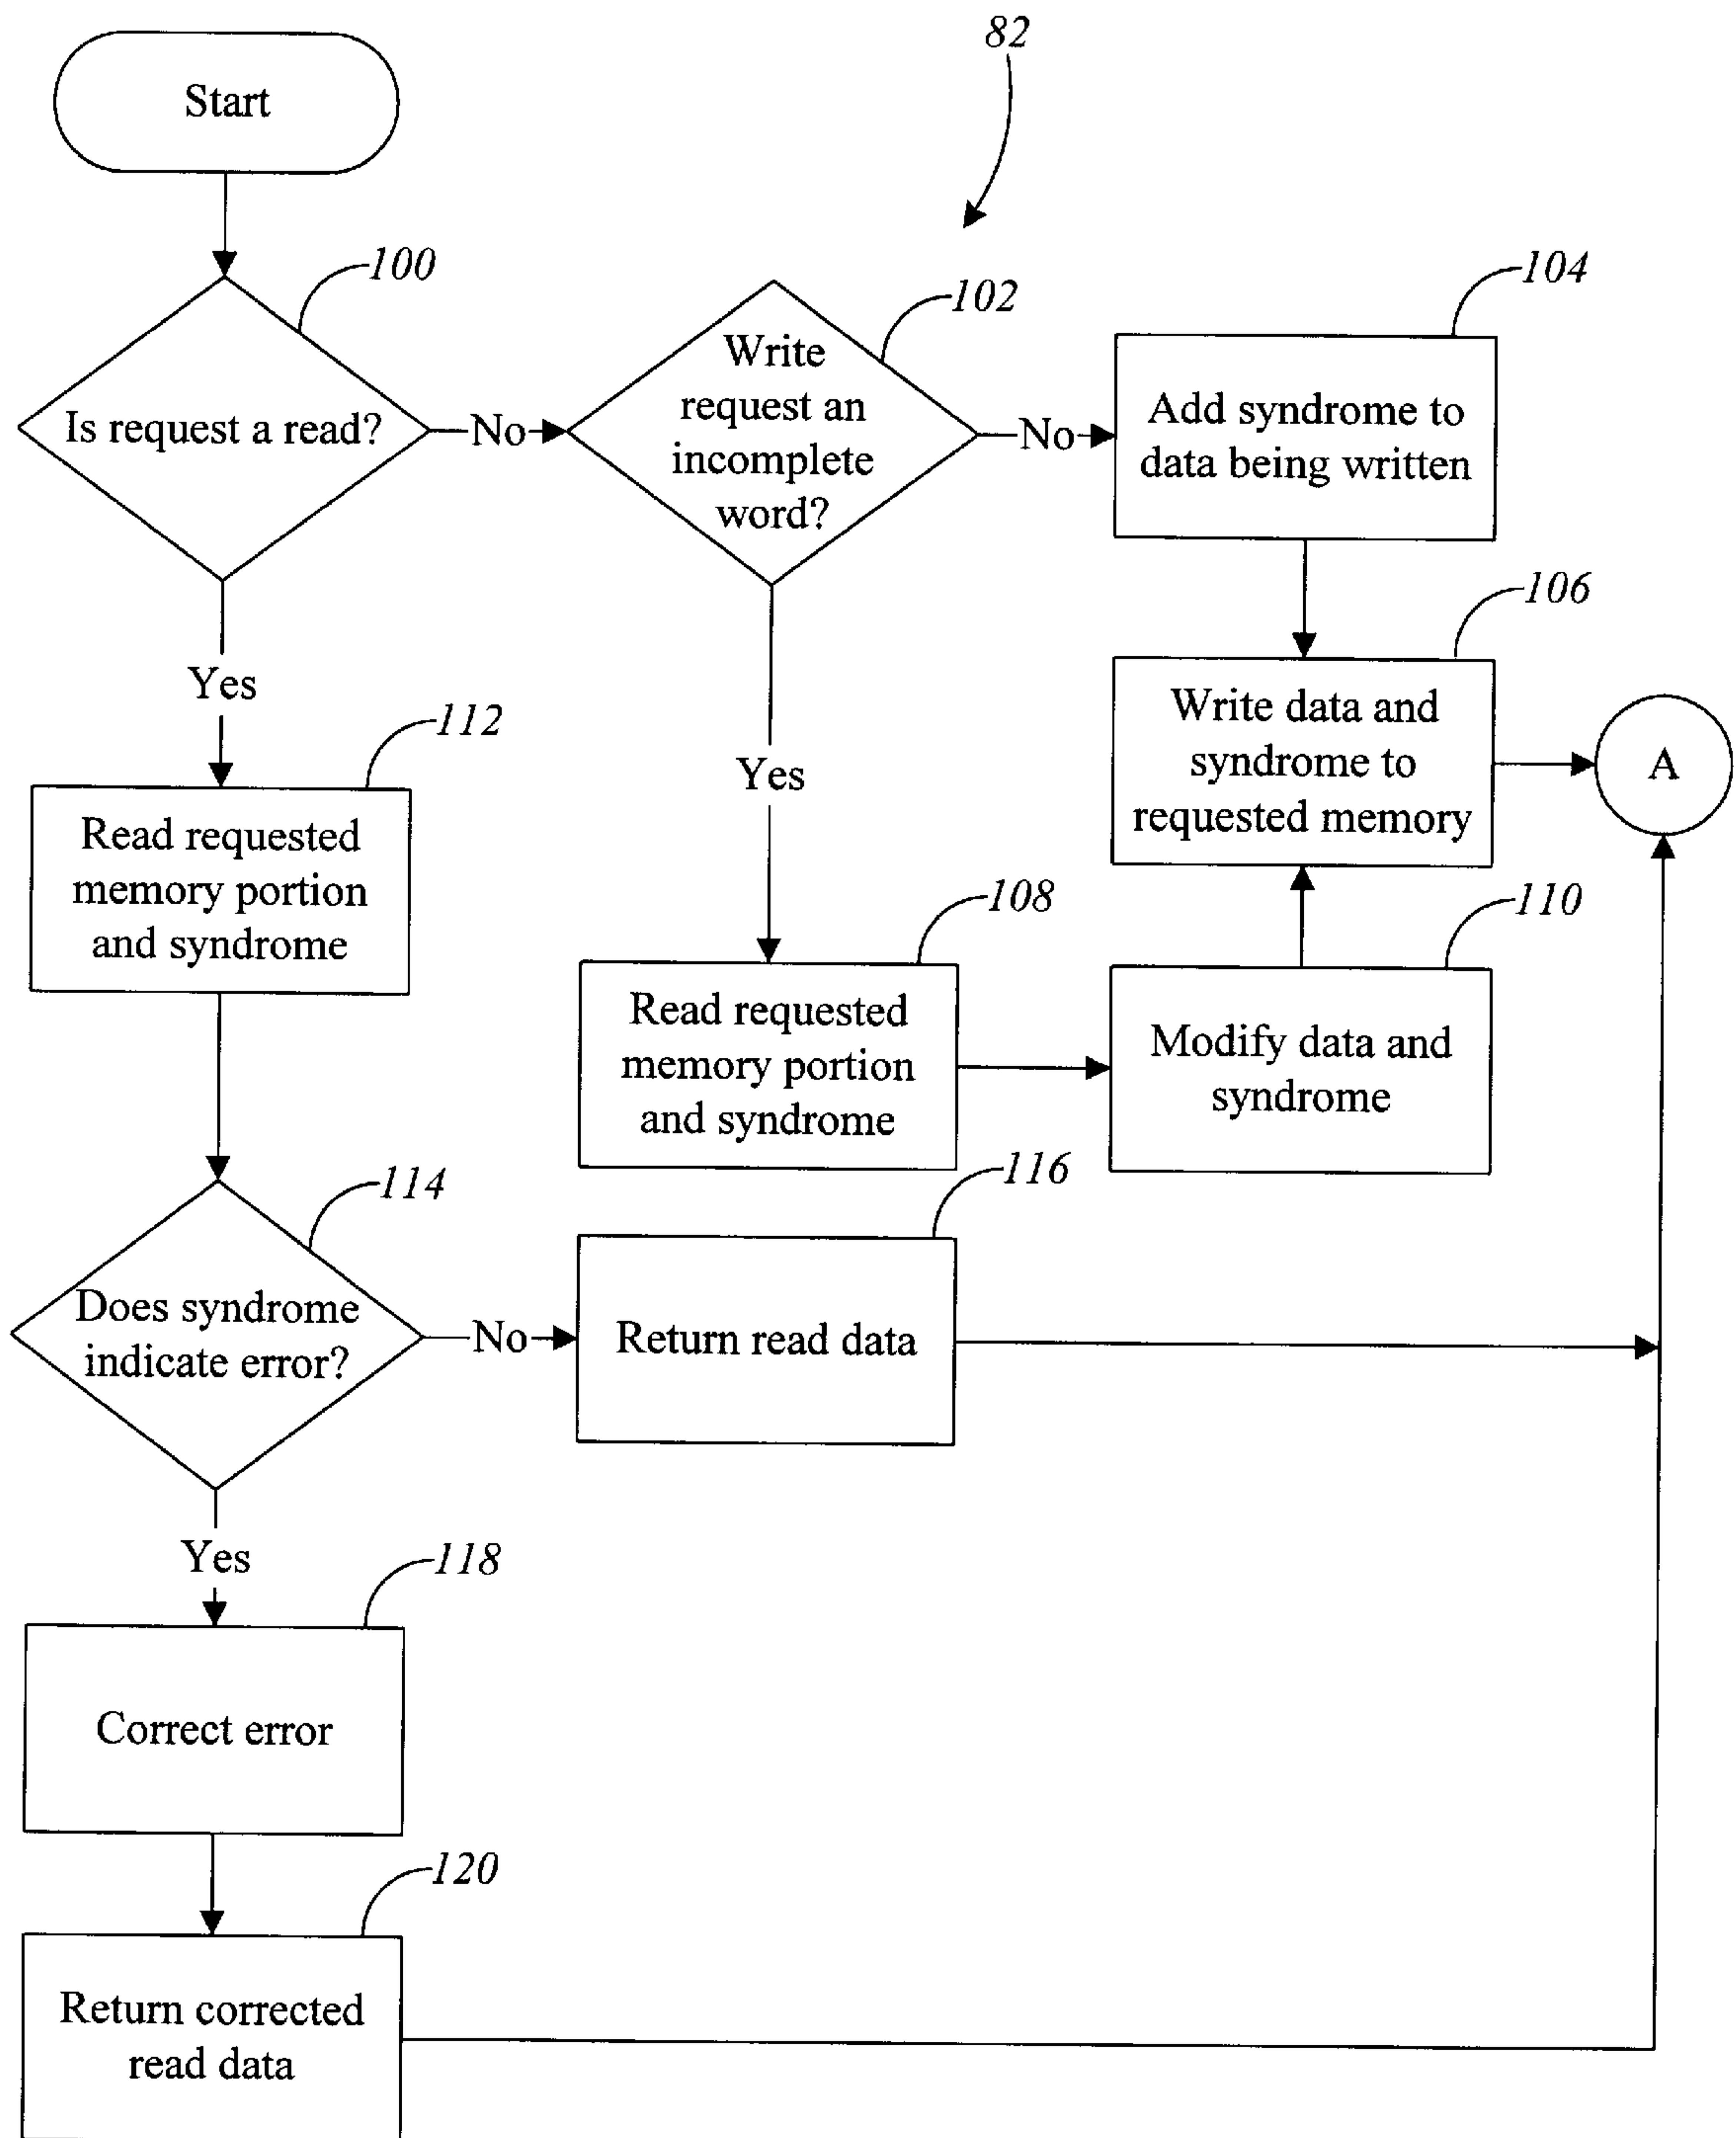 82
Start
100
Is request a read?
No
102
Write
request an
incomplete
word?
No
104
Add syndrome to
data being written
106
Write data and
syndrome to
requested memory
A
Yes
112
Read requested
memory portion
and syndrome
Yes
108
Read requested
memory portion
and syndrome
110
Modify data and
syndrome
114
Does syndrome
indicate error?
No
116
Return read data
Yes
118
Correct error
120
Return corrected
read data